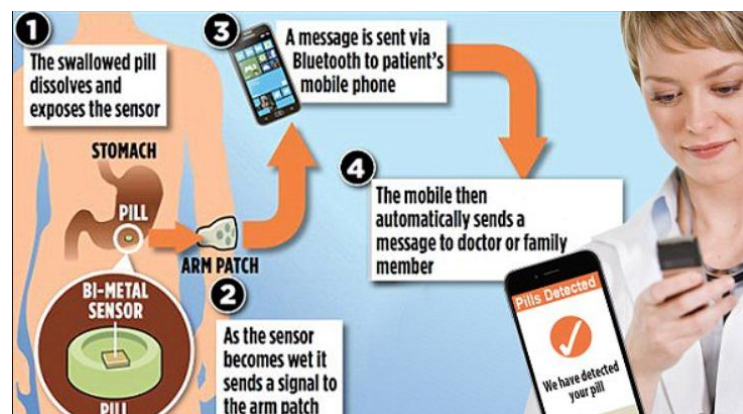 1
The swallowed pill
dissolves and
exposes the sensor
STOMACH
PILL
BI-METAL
SENSOR
PILL
ARM PATCH
2
As the sensor
becomes wet it
sends a signal to
the arm patch
3
A message is sent via
Bluetooth to patient's
mobile phone
4
The mobile then
automatically sends a
message to doctor or family
member
Pills Detected
We have detected
your pill